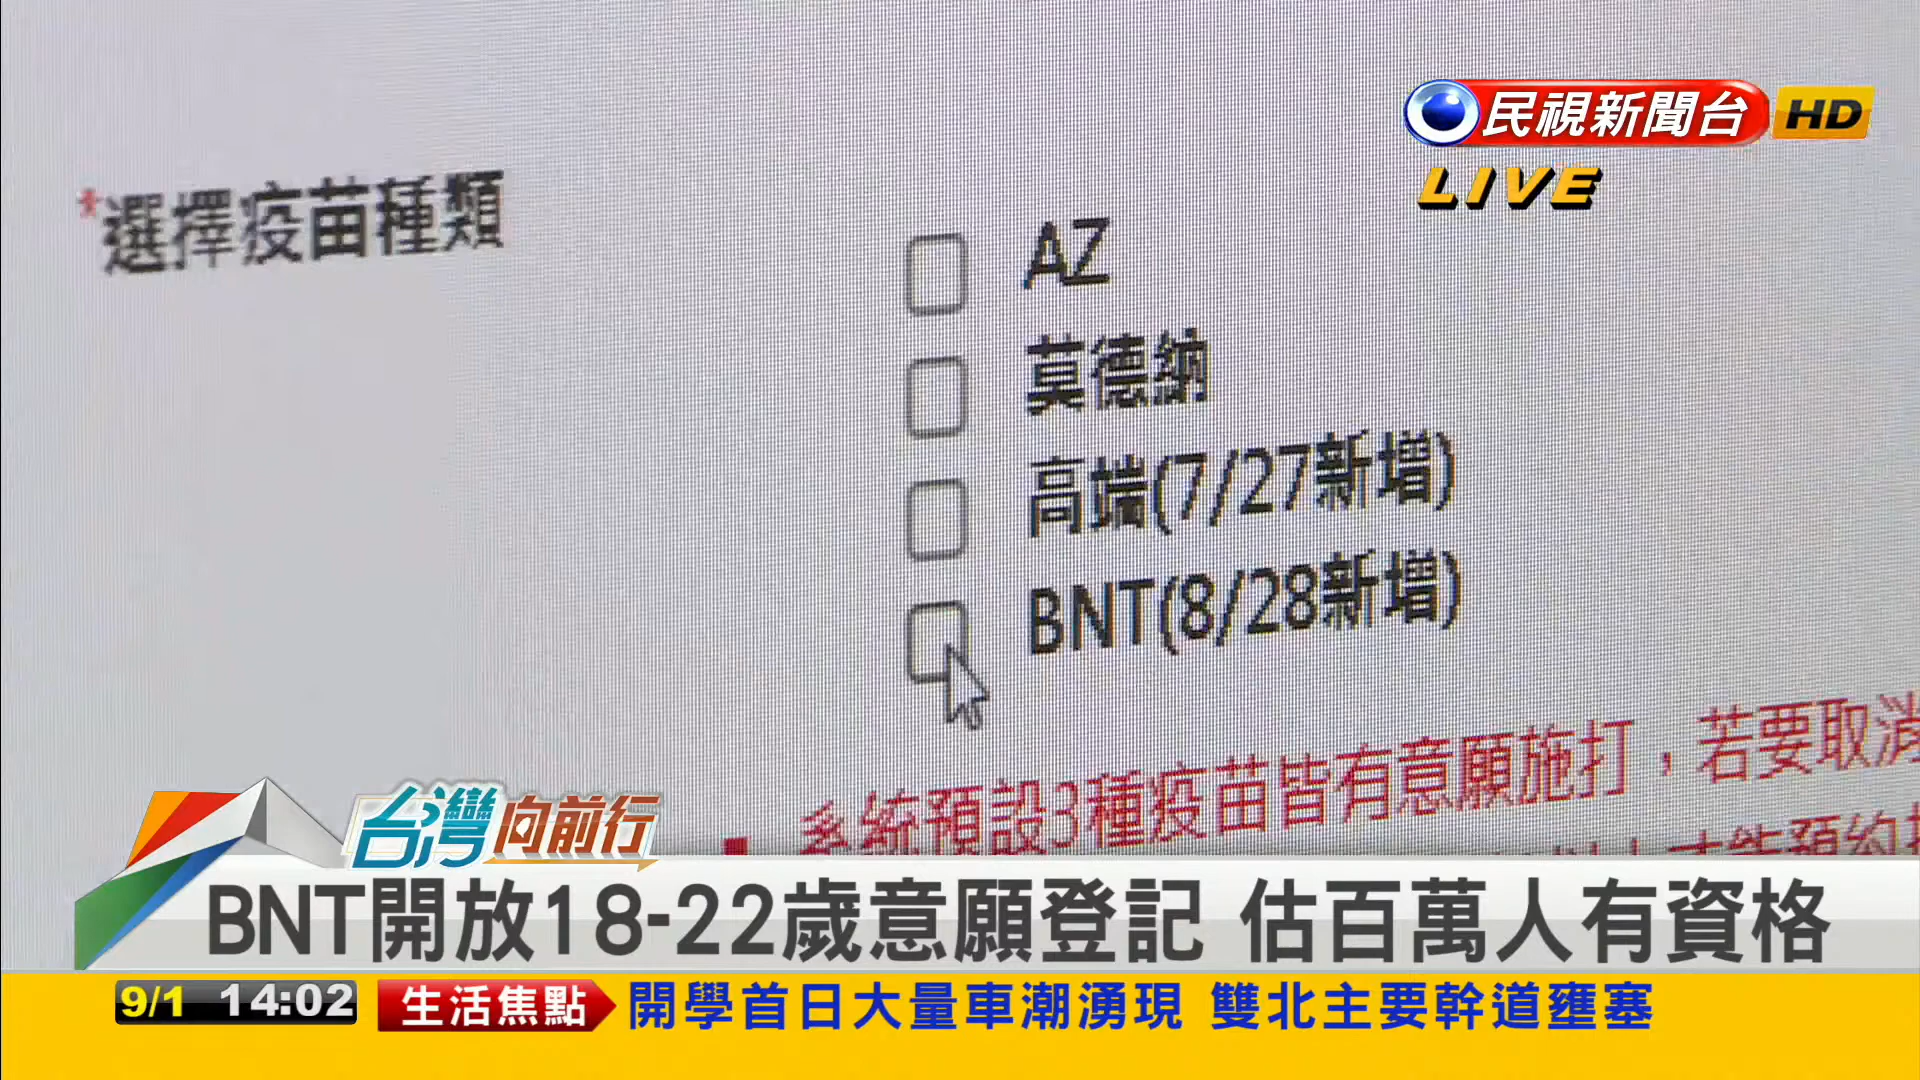 民視新聞台 HD
LIVE
*選擇疫苗種類
AZ
莫德納
高端(7/27新增)
BNT(8/28新增)
系統預設3種疫苗皆有意願施打，若要取消
台灣向前行
BNT開放18-22歲意願登記 估百萬人有資格
9/1 14:02 生活焦點 開學首日大量車潮湧現 雙北主要幹道壅塞